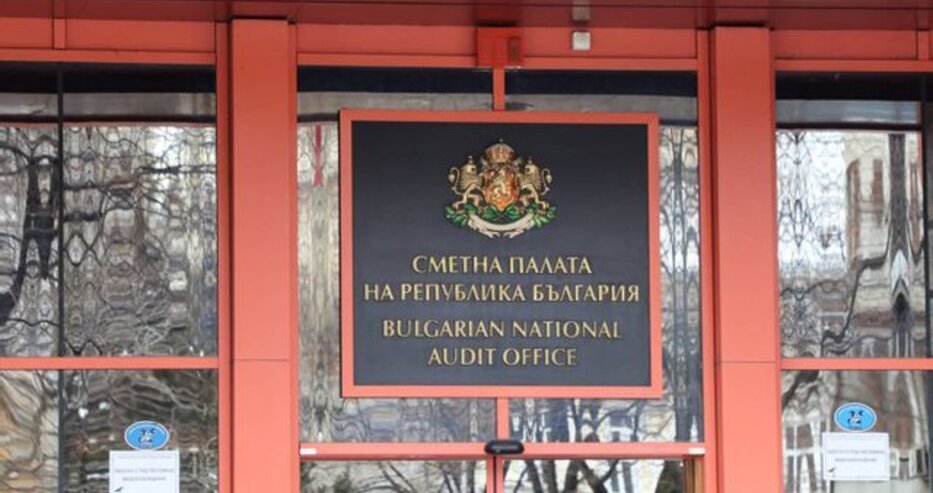 СМЕТНА ПАЛАТА
НА РЕПУБЛИКА БЪЛГАРИЯ
BULGARIAN NATIONAL
AUDIT OFFICE